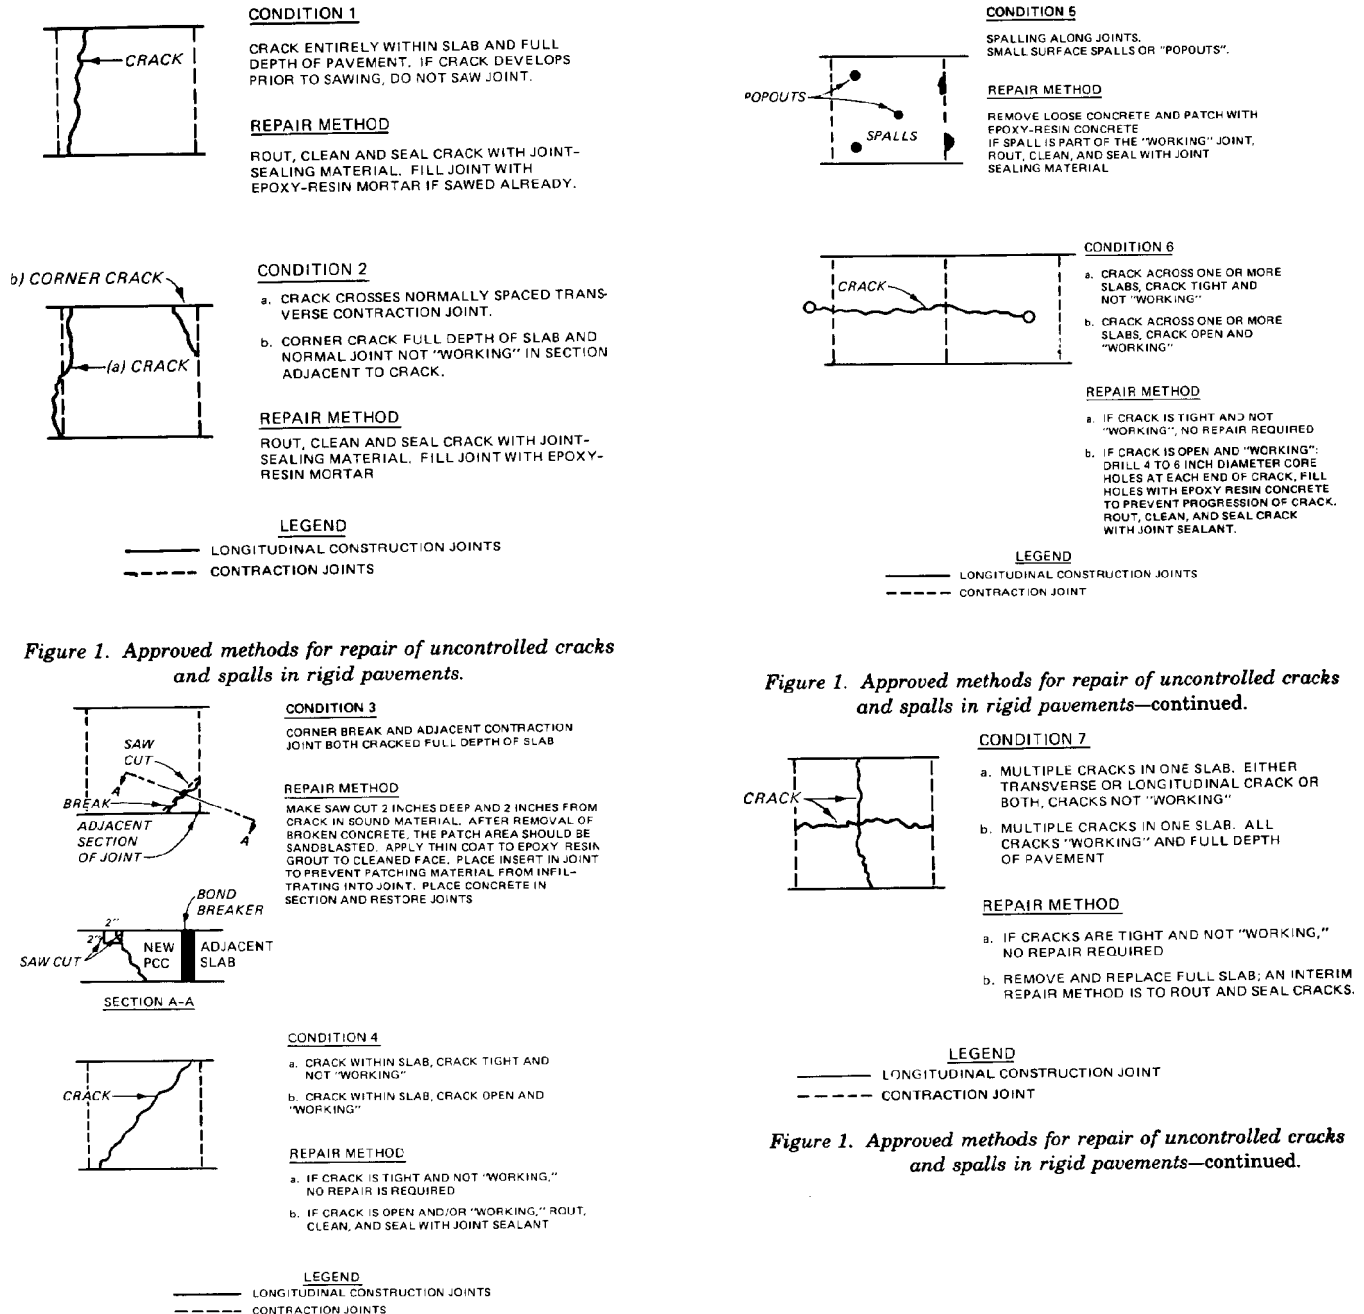 CONDITION 1
CRACK ENTIRELY WITHIN SLAB AND FULL
DEPTH OF PAVEMENT. IF CRACK DEVELOPS
PRIOR TO SAWING, DO NOT SAW JOINT.
CRACK
REPAIR METHOD
ROUT, CLEAN AND SEAL CRACK WITH JOINT-
SEALING MATERIAL. FILL JOINT WITH
EPOXY-RESIN MORTAR IF SAWED ALREADY.
b) CORNER CRACK
(a) CRACK
CONDITION 2
a. CRACK CROSSES NORMALLY SPACED TRANS-
VERSE CONTRACTION JOINT.
b. CORNER CRACK FULL DEPTH OF SLAB AND
NORMAL JOINT NOT "WORKING" IN SECTION
ADJACENT TO CRACK.
REPAIR METHOD
ROUT, CLEAN AND SEAL CRACK WITH JOINT-
SEALING MATERIAL. FILL JOINT WITH EPOXY-
RESIN MORTAR
LEGEND
LONGITUDINAL CONSTRUCTION JOINTS
CONTRACTION JOINTS
Figure 1. Approved methods for repair of uncontrolled cracks
and spalls in rigid pavements.
CONDITION 3
CORNER BREAK AND ADJACENT CONTRACTION
JOINT BOTH CRACKED FULL DEPTH OF SLAB
SAW
CUT
A
BREAK
ADJACENT
SECTION
OF JOINT
A
REPAIR METHOD
MAKE SAW CUT 2 INCHES DEEP AND 2 INCHES FROM
CRACK IN SOUND MATERIAL. AFTER REMOVAL OF
BROKEN CONCRETE, THE PATCH AREA SHOULD BE
SANDBLASTED. APPLY THIN COAT TO EPOXY RESIN
GROUT TO CLEANED FACE. PLACE INSERT IN JOINT
TO PREVENT PATCHING MATERIAL FROM INFIL-
TRATING INTO JOINT. PLACE CONCRETE IN
SECTION AND RESTORE JOINTS
BOND
BREAKER
2"
2"
SAW CUT
NEW
PCC
ADJACENT
SLAB
SECTION A-A
CONDITION 4
a. CRACK WITHIN SLAB, CRACK TIGHT AND
NOT "WORKING"
b. CRACK WITHIN SLAB, CRACK OPEN AND
"WORKING"
CRACK
REPAIR METHOD
a. IF CRACK IS TIGHT AND NOT "WORKING,"
NO REPAIR IS REQUIRED
b. IF CRACK IS OPEN AND/OR "WORKING," ROUT,
CLEAN, AND SEAL WITH JOINT SEALANT
LEGEND
LONGITUDINAL CONSTRUCTION JOINTS
CONTRACTION JOINTS
CONDITION 5
SPALLING ALONG JOINTS.
SMALL SURFACE SPALLS OR "POPOUTS".
POPOUTS
SPALLS
REPAIR METHOD
REMOVE LOOSE CONCRETE AND PATCH WITH
EPOXY-RESIN CONCRETE
IF SPALL IS PART OF THE "WORKING" JOINT,
ROUT, CLEAN, AND SEAL WITH JOINT
SEALING MATERIAL
CRACK
CONDITION 6
a. CRACK ACROSS ONE OR MORE
SLABS, CRACK TIGHT AND
NOT "WORKING"
b. CRACK ACROSS ONE OR MORE
SLABS, CRACK OPEN AND
"WORKING"
REPAIR METHOD
a. IF CRACK IS TIGHT AND NOT
"WORKING", NO REPAIR REQUIRED
b. IF CRACK IS OPEN AND "WORKING":
DRILL 4 TO 6 INCH DIAMETER CORE
HOLES AT EACH END OF CRACK, FILL
HOLES WITH EPOXY RESIN CONCRETE
TO PREVENT PROGRESSION OF CRACK.
ROUT, CLEAN, AND SEAL CRACK
WITH JOINT SEALANT.
LEGEND
LONGITUDINAL CONSTRUCTION JOINTS
CONTRACTION JOINT
Figure 1. Approved methods for repair of uncontrolled cracks
and spalls in rigid pavements—continued.
CONDITION 7
a. MULTIPLE CRACKS IN ONE SLAB. EITHER
TRANSVERSE OR LONGITUDINAL CRACK OR
BOTH, CRACKS NOT "WORKING"
b. MULTIPLE CRACKS IN ONE SLAB. ALL
CRACKS "WORKING" AND FULL DEPTH
OF PAVEMENT
CRACK
REPAIR METHOD
a. IF CRACKS ARE TIGHT AND NOT "WORKING,"
NO REPAIR REQUIRED
b. REMOVE AND REPLACE FULL SLAB; AN INTERIM
REPAIR METHOD IS TO ROUT AND SEAL CRACKS.
LEGEND
LONGITUDINAL CONSTRUCTION JOINT
CONTRACTION JOINT
Figure 1. Approved methods for repair of uncontrolled cracks
and spalls in rigid pavements—continued.